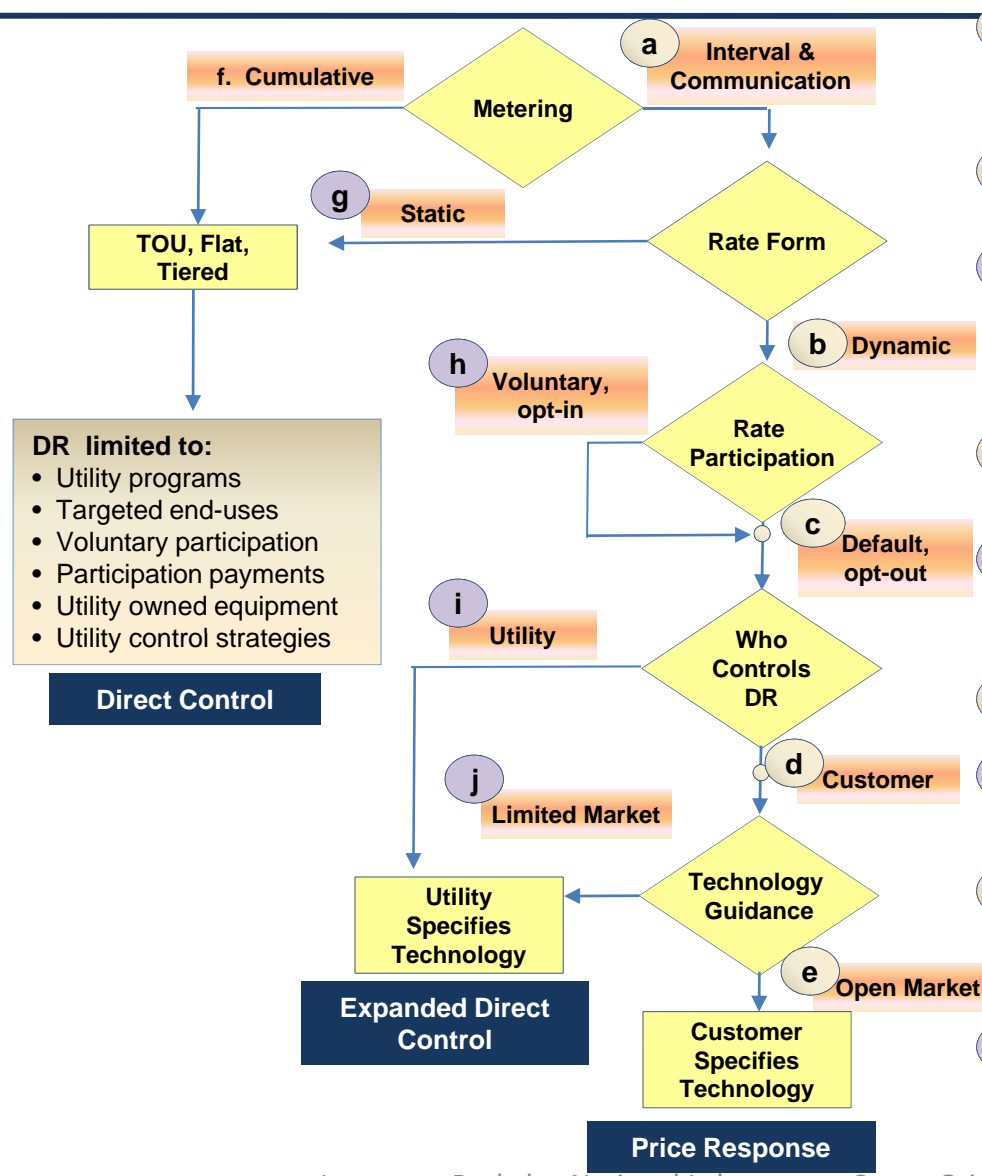 a
Interval &
Communication
f.  Cumulative
Metering
g
Static
Rate Form
TOU, Flat,
Tiered
b
Dynamic
h
Voluntary,
opt-in
Rate
Participation
DR  limited to:
• Utility programs
• Targeted end-uses
• Voluntary participation
• Participation payments
• Utility owned equipment
• Utility control strategies
c
Default,
opt-out
i
Utility
Who
Controls
DR
Direct Control
d
Customer
j
Limited Market
Technology
Guidance
Utility
Specifies
Technology
e
Open Market
Expanded Direct
Control
Customer
Specifies
Technology
Price Response